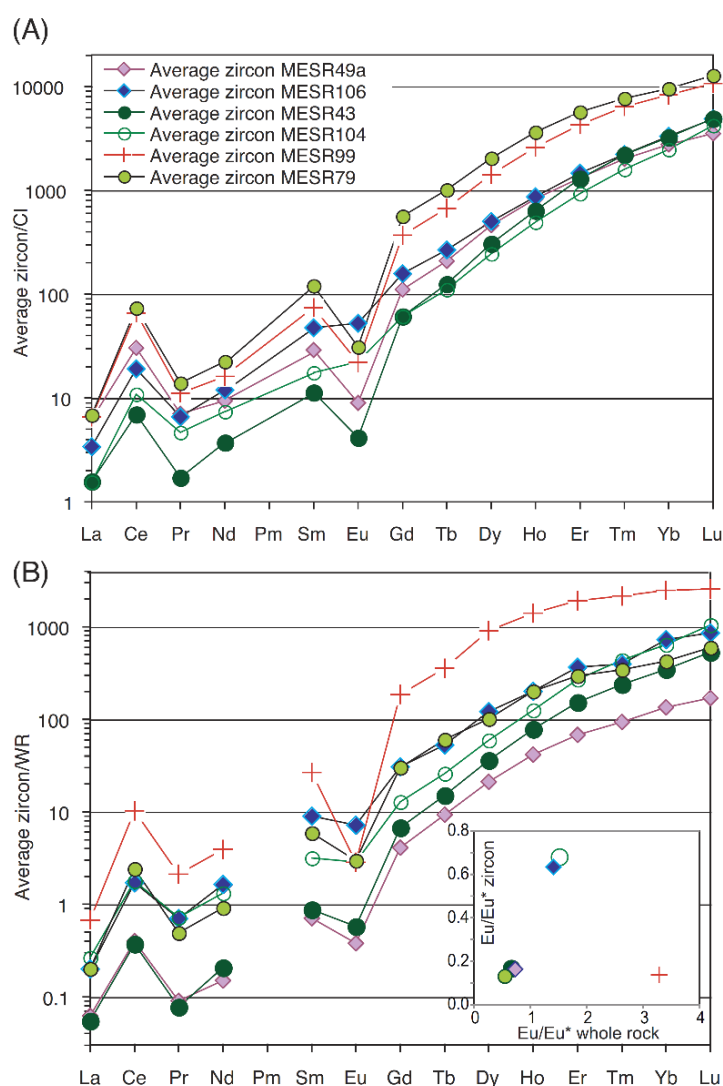 (A)
Average zircon MESR49a
Average zircon MESR106
Average zircon MESR43
Average zircon MESR104
Average zircon MESR99
Average zircon MESR79
Average zircon/CI
10000
1000
100
10
1
La Ce Pr Nd Pm Sm Eu Gd Tb Dy Ho Er Tm Yb Lu
(B)
Average zircon/WR
1000
100
10
1
0.1
La Ce Pr Nd Pm Sm Eu Gd Tb Dy Ho Er Tm Yb Lu
Eu/Eu* zircon
0.8
0.6
0.4
0.2
0.0
0 1 2 3 4
Eu/Eu* whole rock